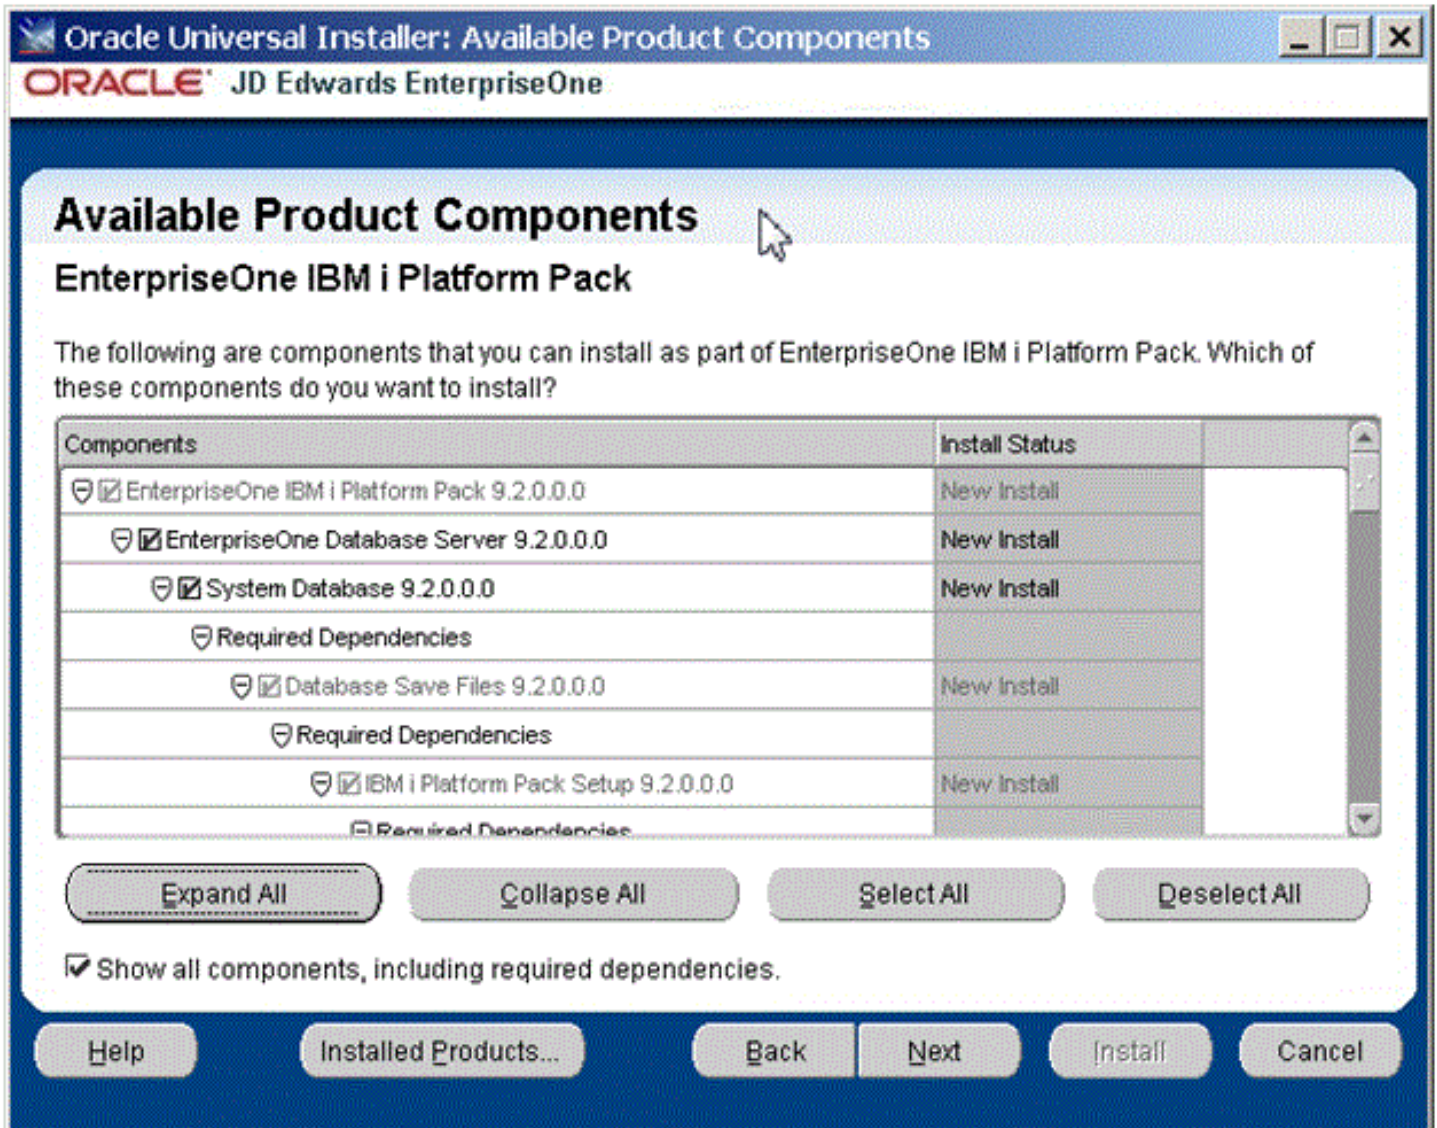 Oracle Universal Installer: Available Product Components
ORACLE JD Edwards EnterpriseOne
Available Product Components
EnterpriseOne IBM i Platform Pack
The following are components that you can install as part of EnterpriseOne IBM i Platform Pack. Which of
these components do you want to install?
Components Install Status
EnterpriseOne IBM i Platform Pack 9.2.0.0.0 New Install
EnterpriseOne Database Server 9.2.0.0.0 New Install
System Database 9.2.0.0.0 New Install
Required Dependencies
Database Save Files 9.2.0.0.0 New Install
Required Dependencies
IBM i Platform Pack Setup 9.2.0.0.0 New Install
Required Dependencies
Expand All Collapse All Select All Deselect All
Show all components, including required dependencies.
Help Installed Products... Back Next Install Cancel